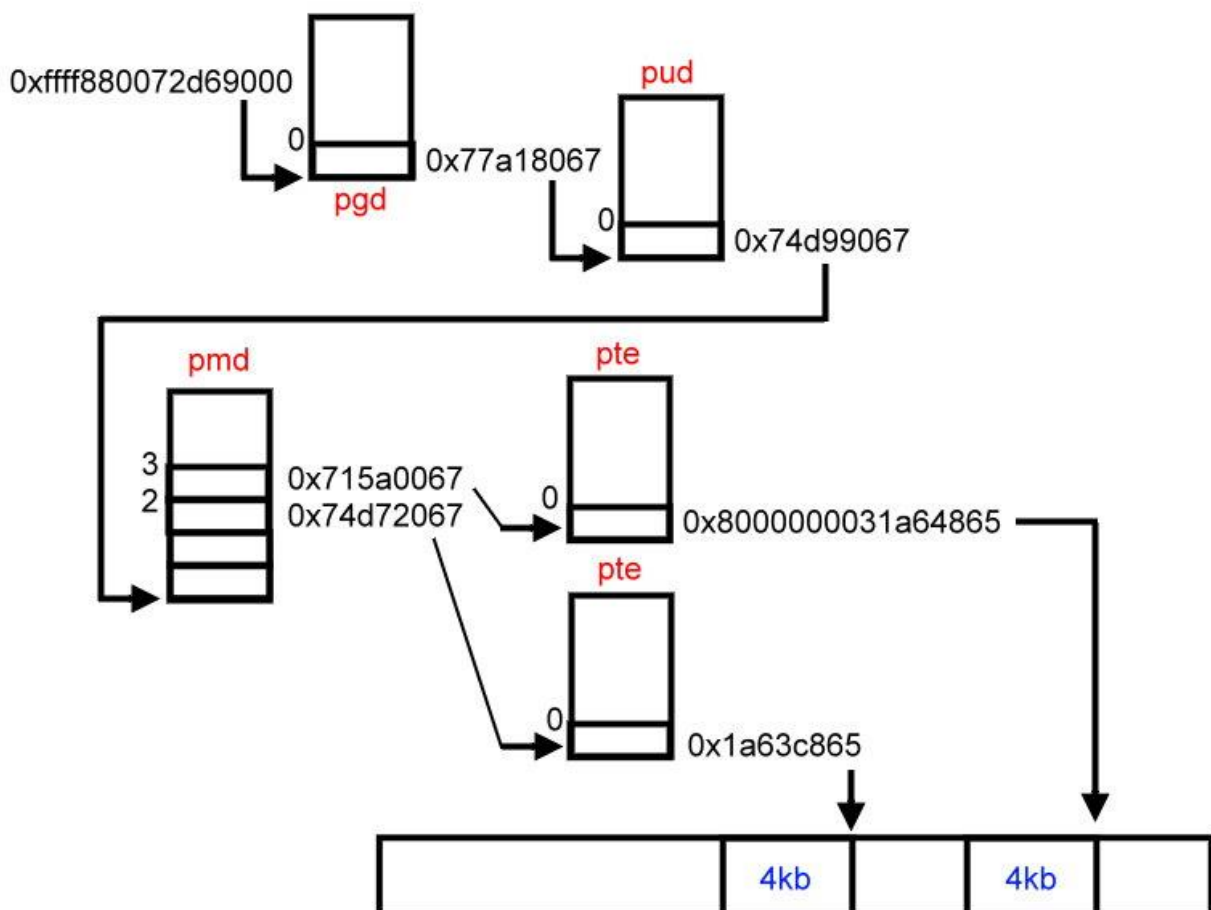 0xffff880072d69000
0
pgd
0x77a18067
pud
0
0x74d99067
pmd
3
2
0x715a0067
0x74d72067
pte
0
0x8000000031a64865
pte
0
0x1a63c865
4kb
4kb